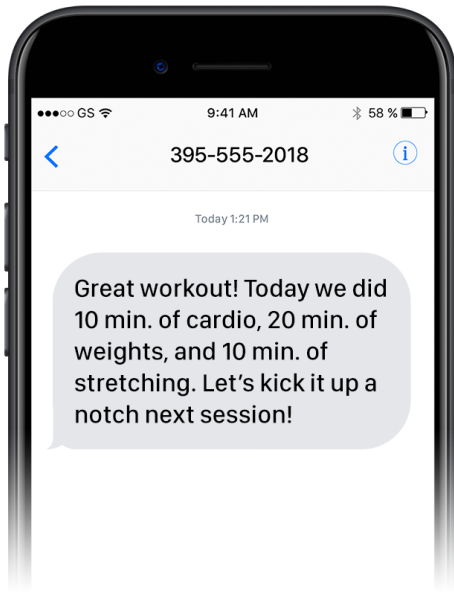 GS 9:41 AM 58 %
395-555-2018
Today 1:21 PM
Great workout! Today we did
10 min. of cardio, 20 min. of
weights, and 10 min. of
stretching. Let’s kick it up a
notch next session!